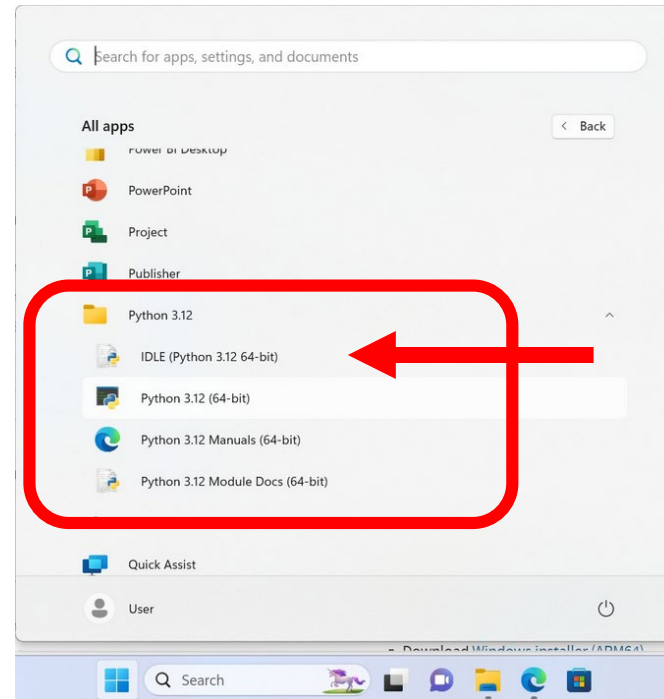 Search for apps, settings, and documents
All apps
Back
Power BI Desktop
PowerPoint
Project
Publisher
Python 3.12
IDLE (Python 3.12 64-bit)
Python 3.12 (64-bit)
Python 3.12 Manuals (64-bit)
Python 3.12 Module Docs (64-bit)
Quick Assist
User
Download Windows installer (ARM64)
Search